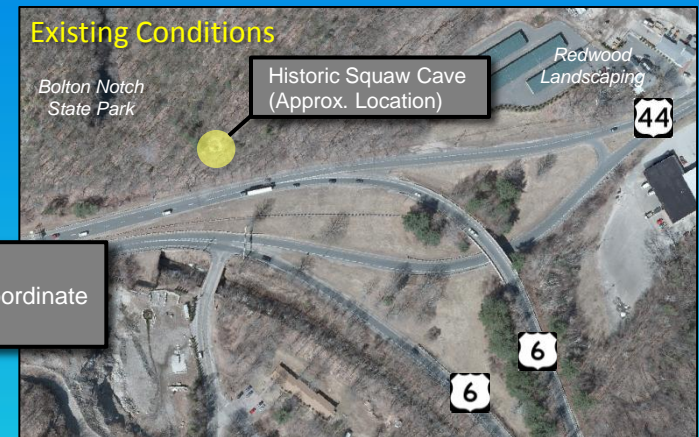 Existing Conditions
Bolton Notch
State Park
Historic Squaw Cave
(Approx. Location)
Redwood
Landscaping
44
ordinate
6
6